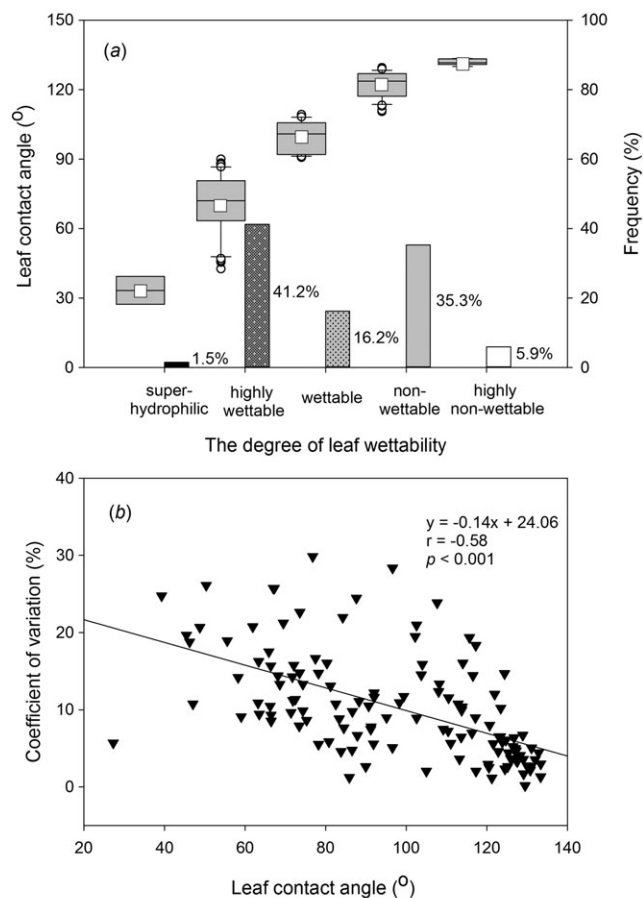 (a)
150
120
90
60
30
0
Leaf contact angle (o)
100
80
60
40
20
0
Frequency (%)
1.5%
41.2%
16.2%
35.3%
5.9%
super-
hydrophilic
highly
wettable
wettable
non-
wettable
highly
non-wettable
The degree of leaf wettability
(b)
40
30
20
10
0
Coefficient of variation (%)
y = -0.14x + 24.06
r = -0.58
p < 0.001
20
40
60
80
100
120
140
Leaf contact angle (o)